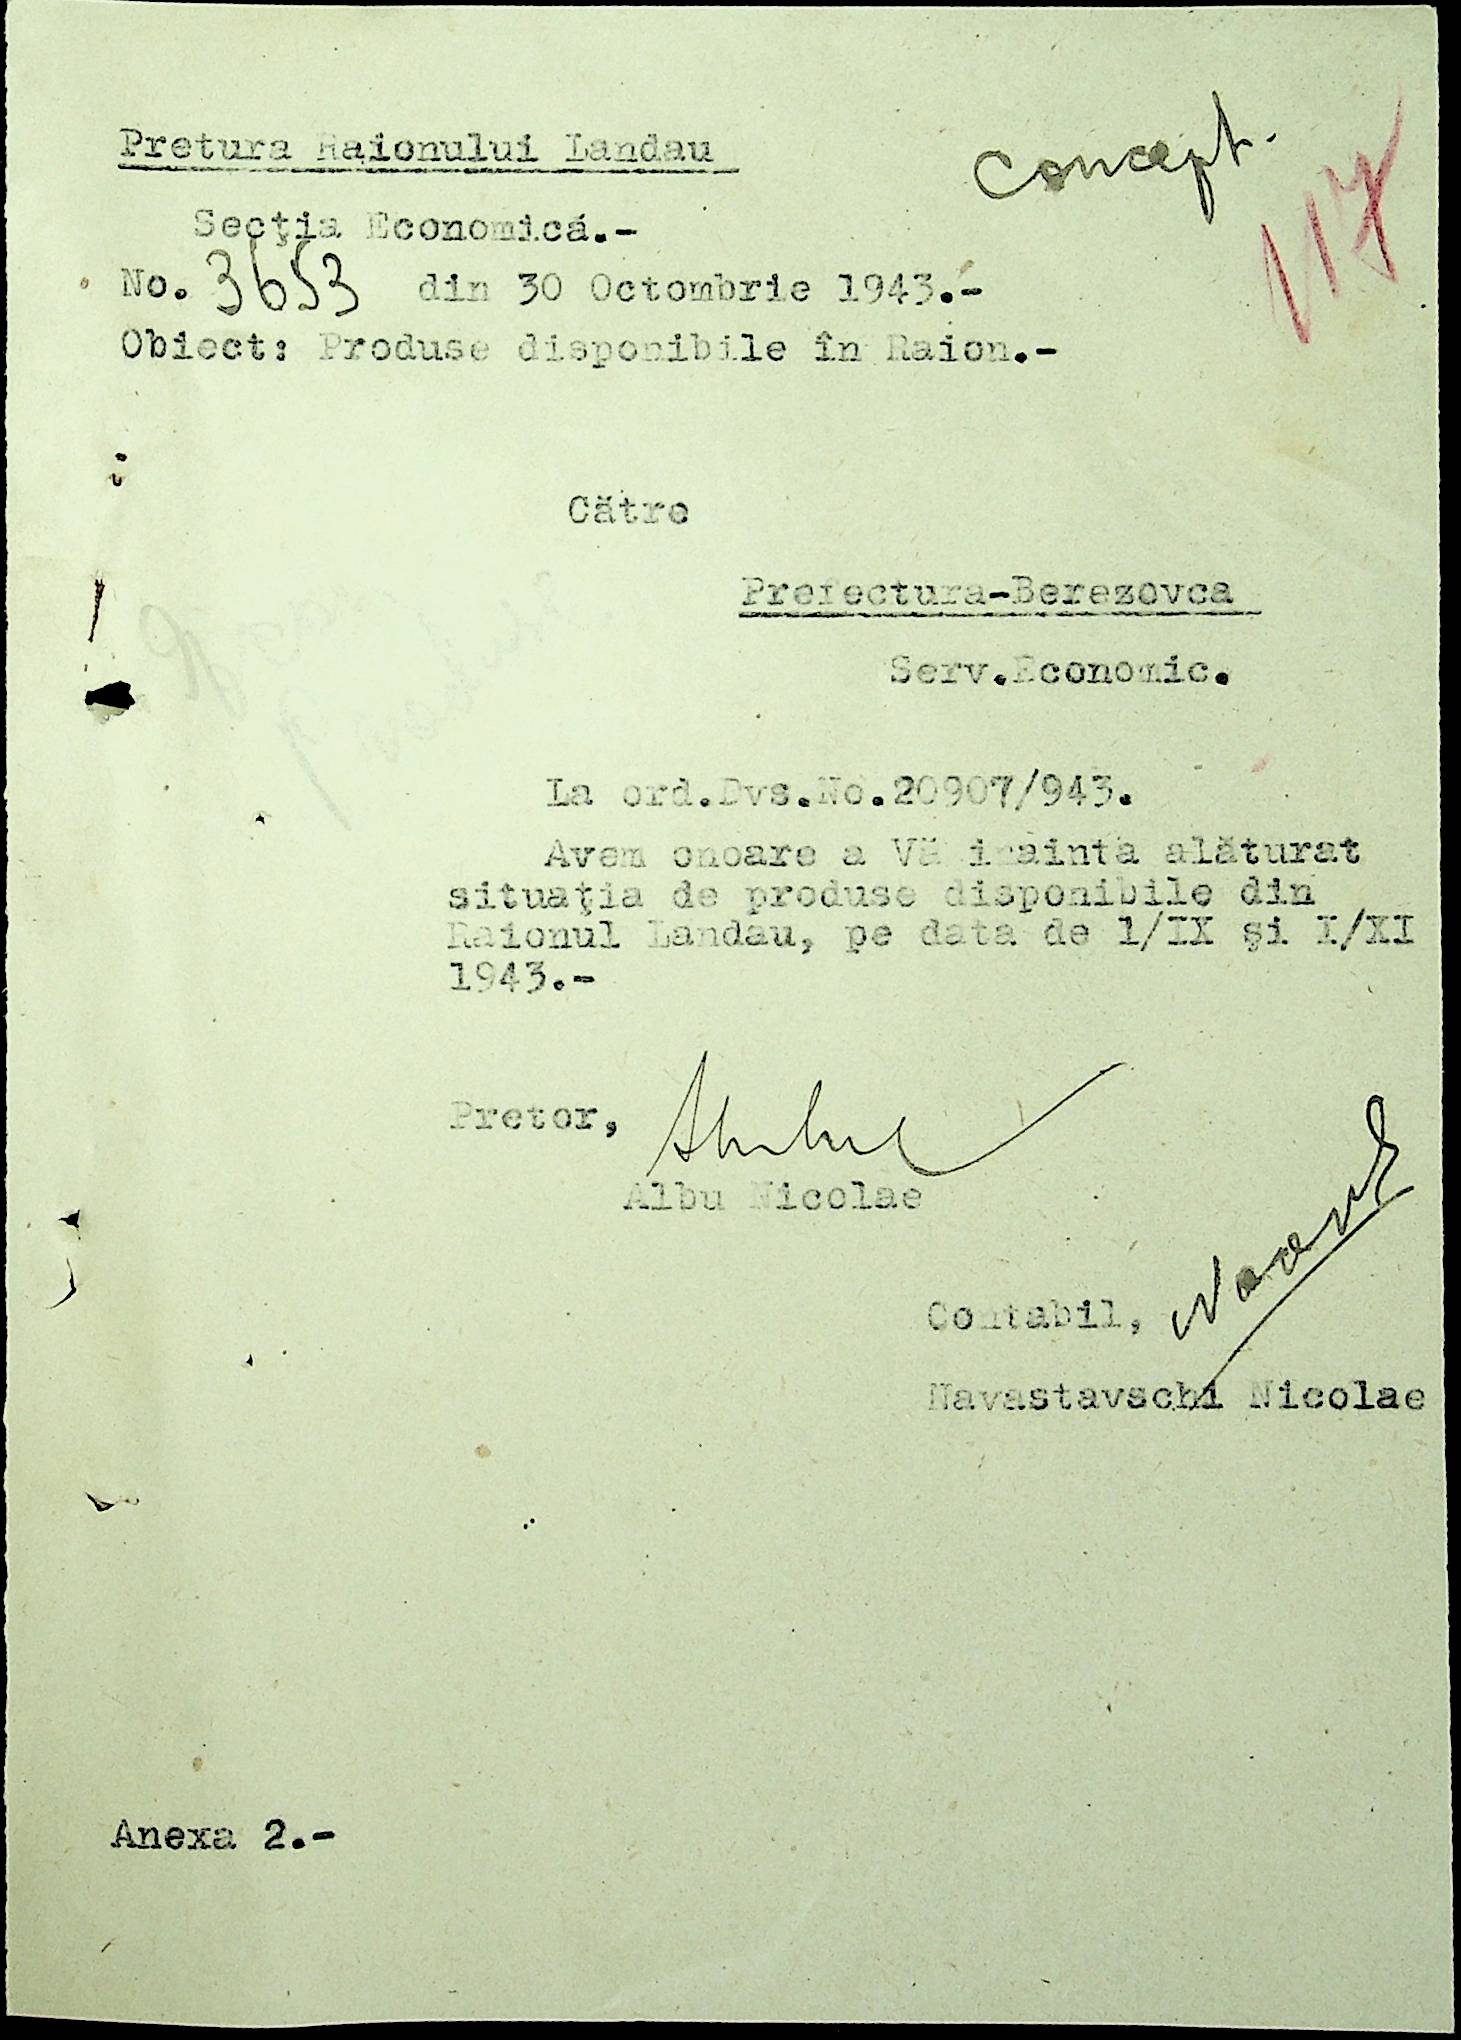 Pretura Raionului Landau
concept.
117
Secţia Economică.-
No. 3653 din 30 Octombrie 1943.-
Obiect: Produse disponibile în Raion.-
Către
Prefectura-Berezovca
Serv.Economic.
La ord.Dvs.No.20907/943.
Avem onoare a Vă inainta alăturat
situaţia de produse disponibile din
Raionul Landau, pe data de 1/IX şi I/XI
1943.-
Pretor,
Albu Nicolae
Contabil,
Navastavschi Nicolae
Anexa 2.-